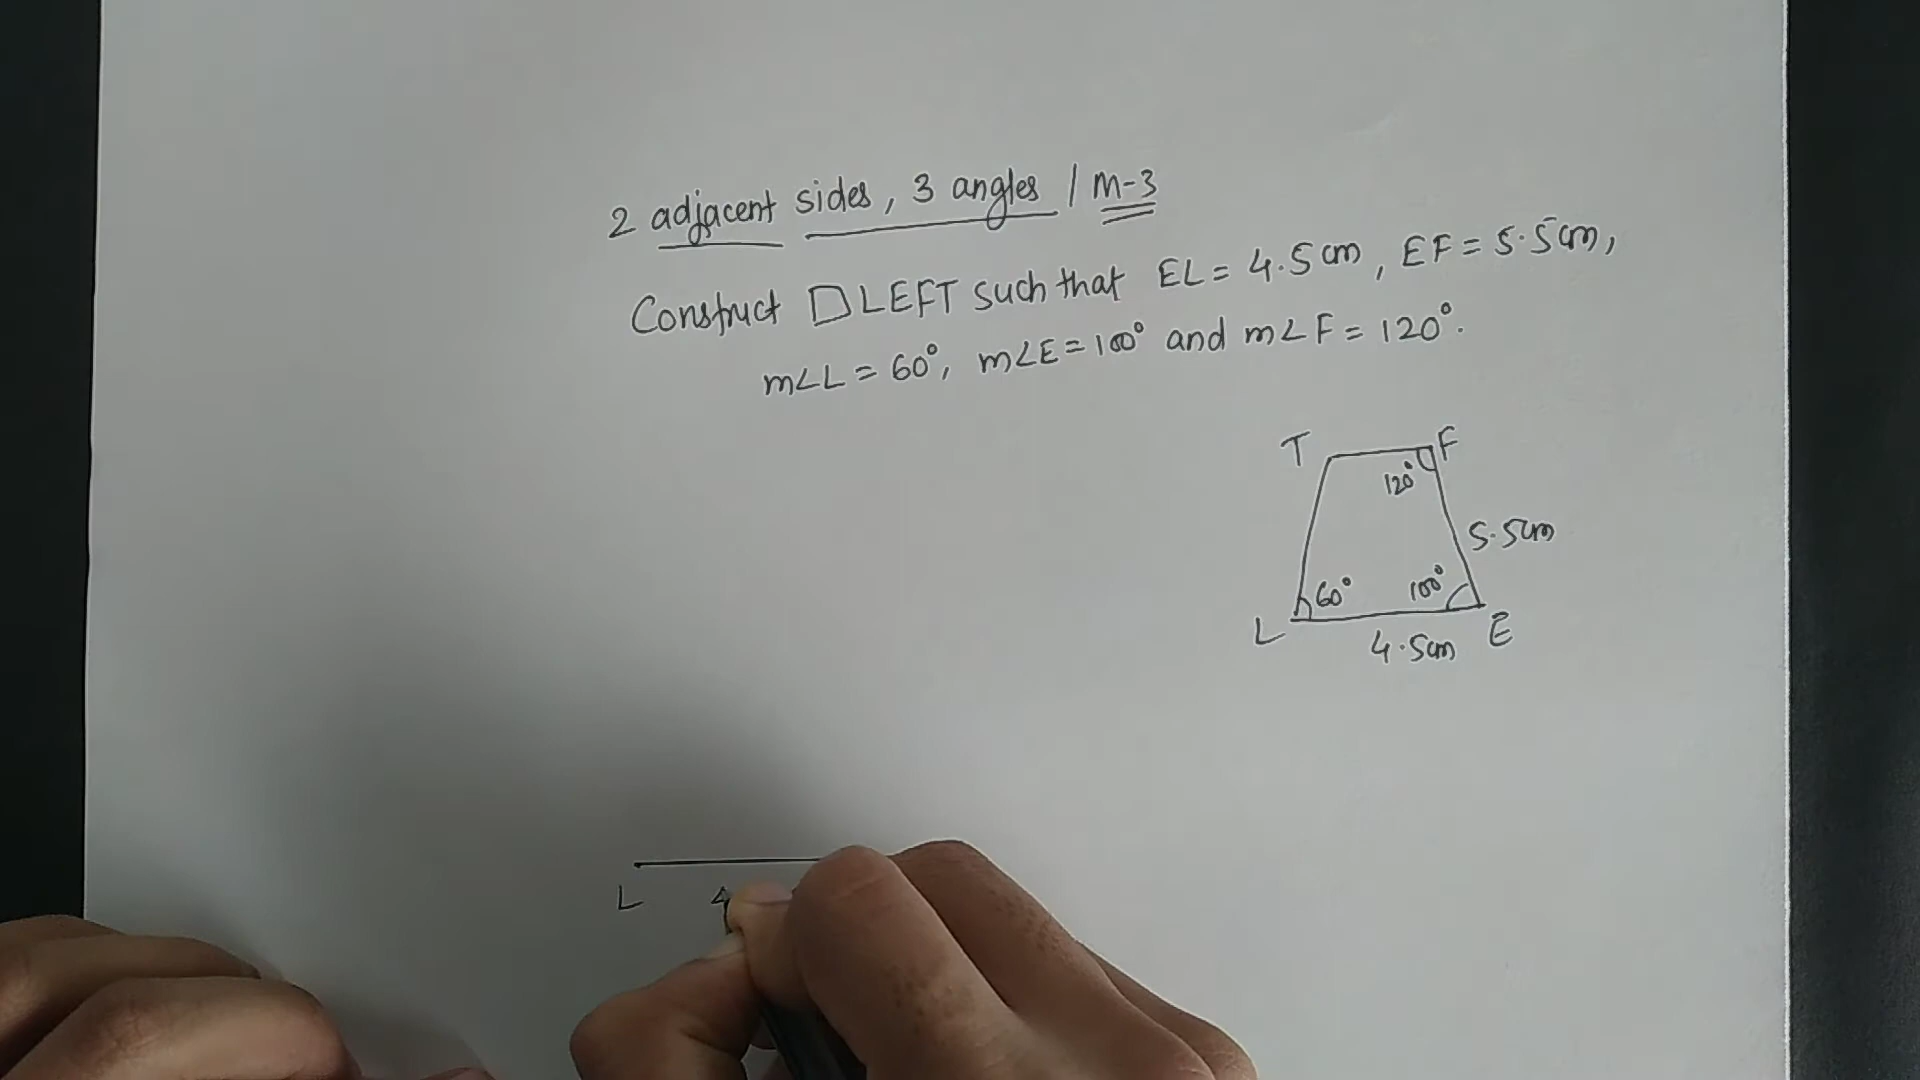 2 adjacent sides, 3 angles / M-3
Construct □LEFT such that EL = 4.5 cm, EF = 5.5 cm,
m∠L = 60°, m∠E = 100° and m∠F = 120°.
T F
120°
5.5cm
60° 100°
L E
4.5cm
L 4